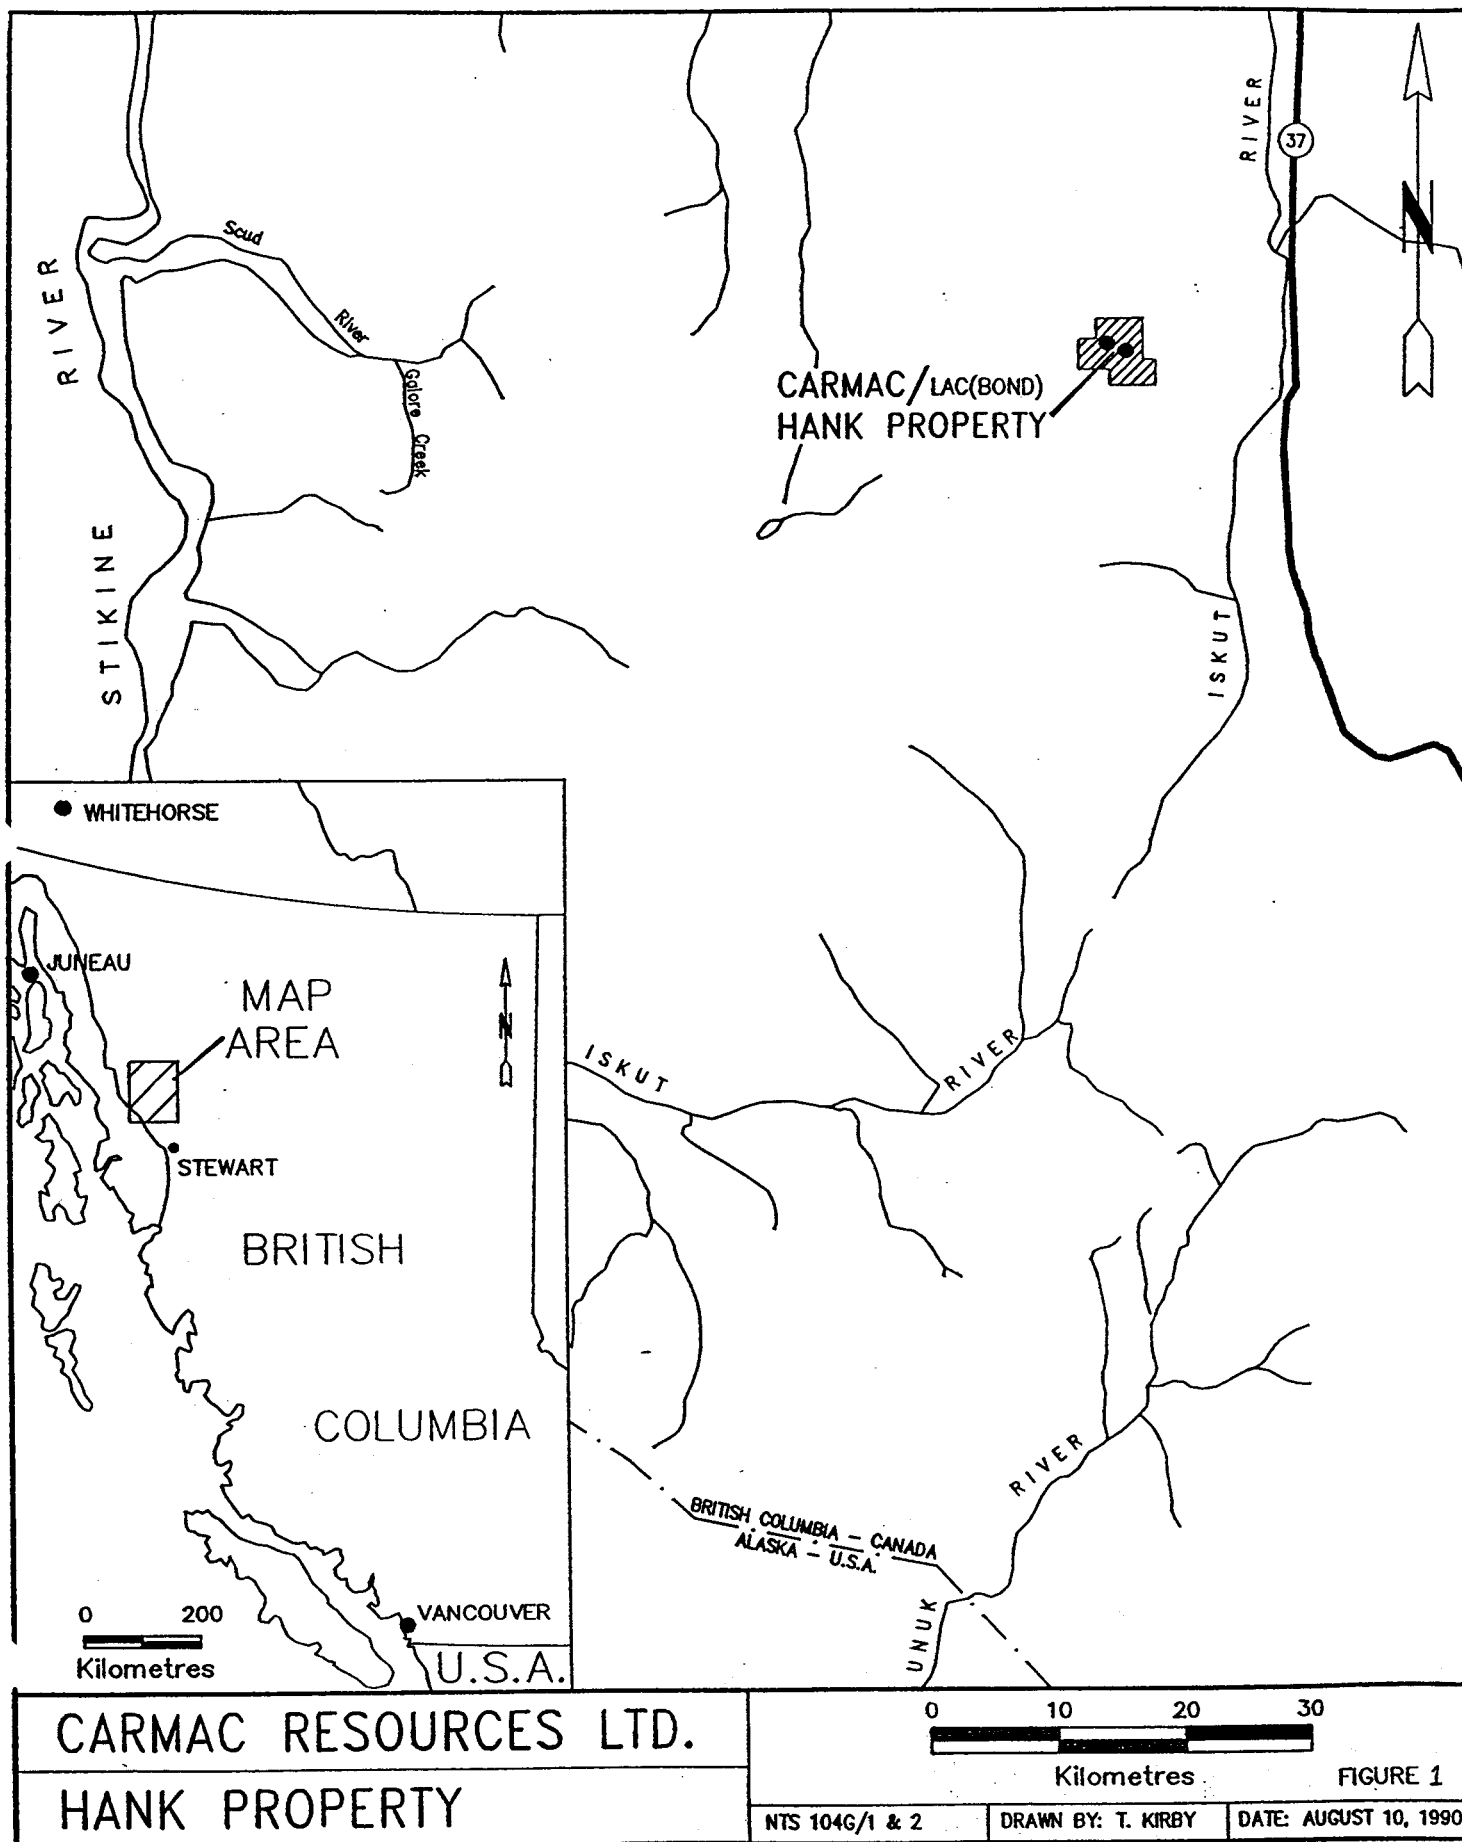 RIVER
37
N
Scud
River
RIVER
Galore
Creek
CARMAC/LAC(BOND)
HANK PROPERTY
STIKINE
ISKUT
WHITEHORSE
JUNEAU
MAP
AREA
N
STEWART
BRITISH
COLUMBIA
VANCOUVER
U.S.A.
0 200
Kilometres
ISKUT
RIVER
RIVER
UNUK
BRITISH COLUMBIA – CANADA
ALASKA – U.S.A.
CARMAC RESOURCES LTD.
HANK PROPERTY
0 10 20 30
Kilometres
FIGURE 1
NTS 104G/1 & 2
DRAWN BY: T. KIRBY
DATE: AUGUST 10, 1990